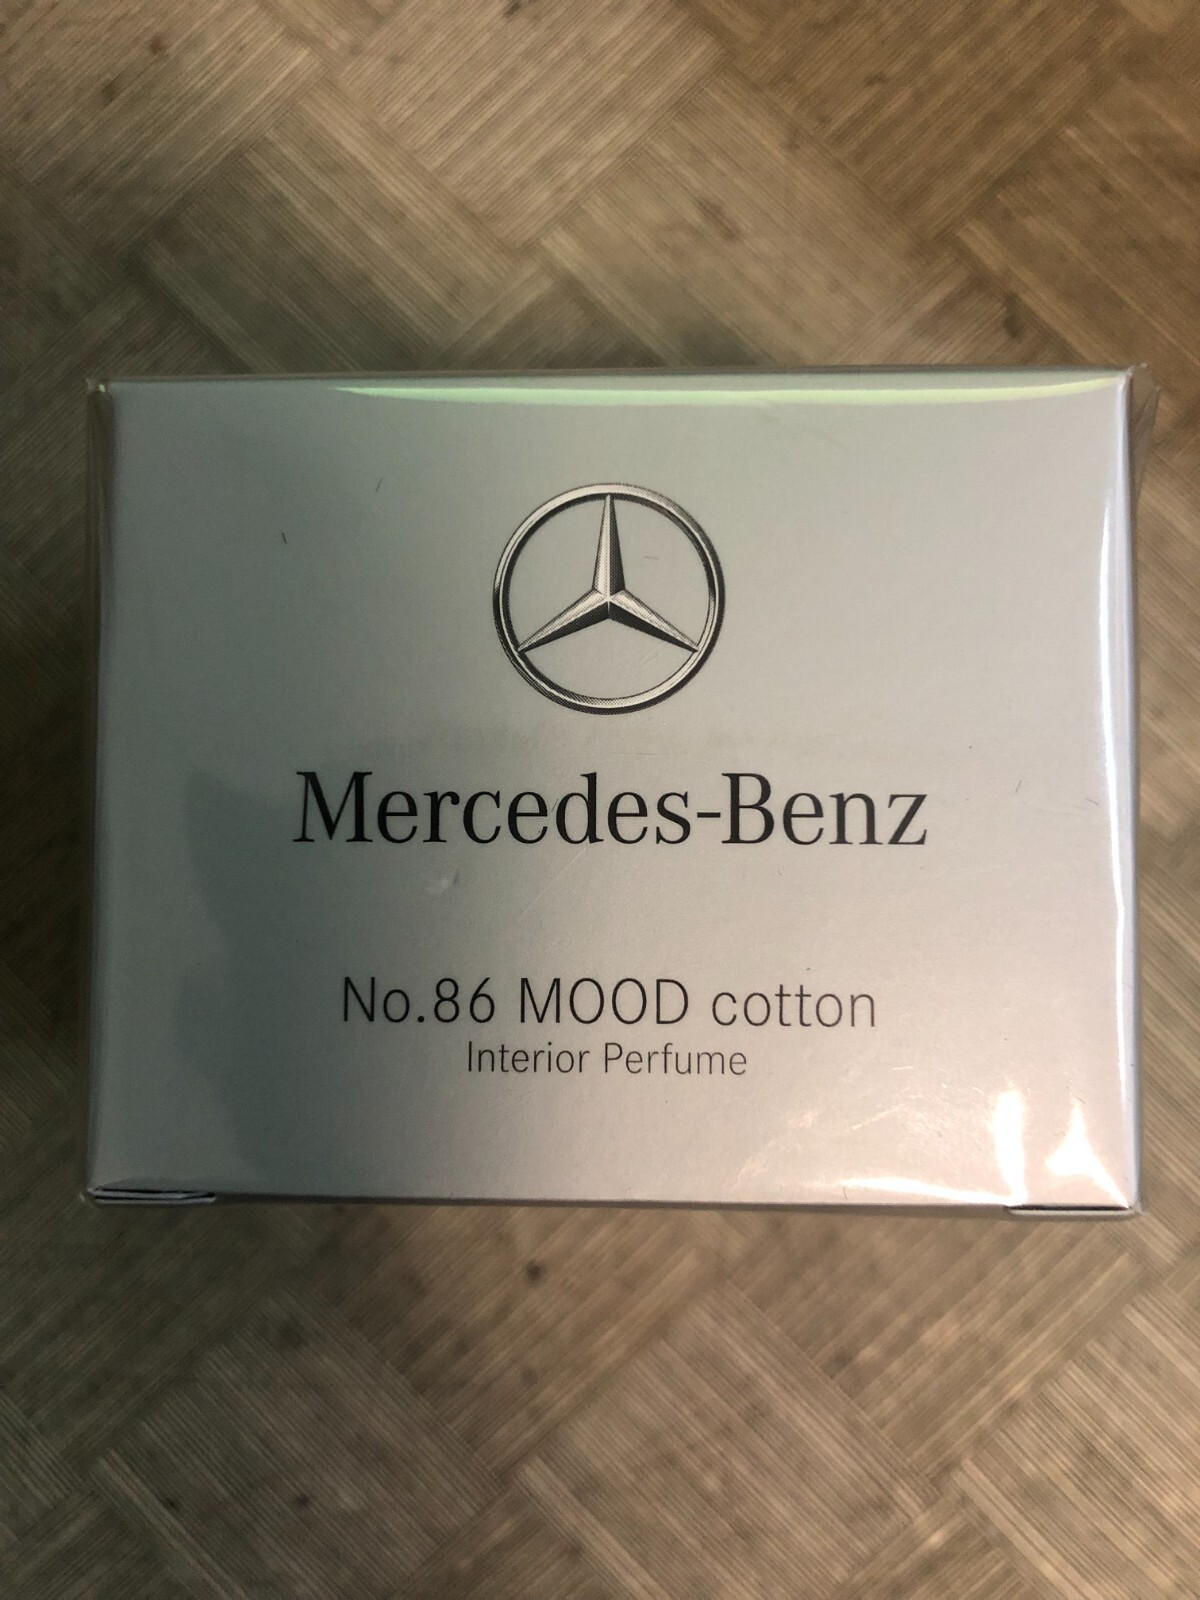 Mercedes-Benz
No.86 MOOD cotton
Interior Perfume